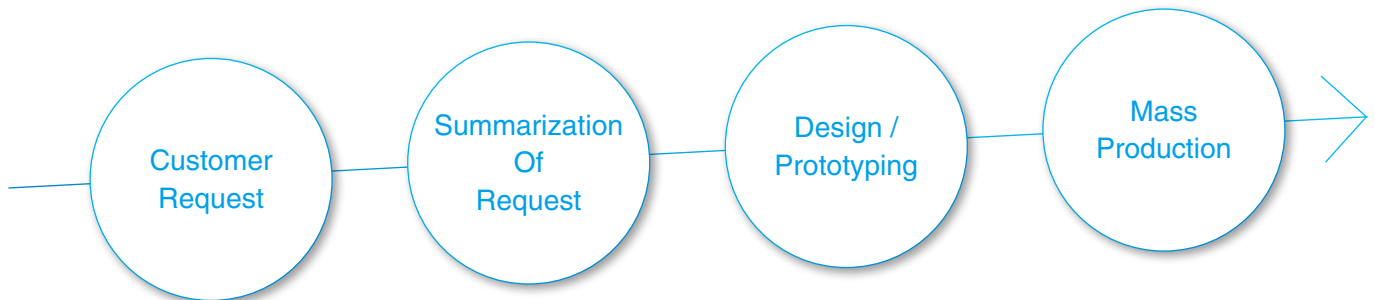 Customer
Request
Summarization
Of
Request
Design /
Prototyping
Mass
Production